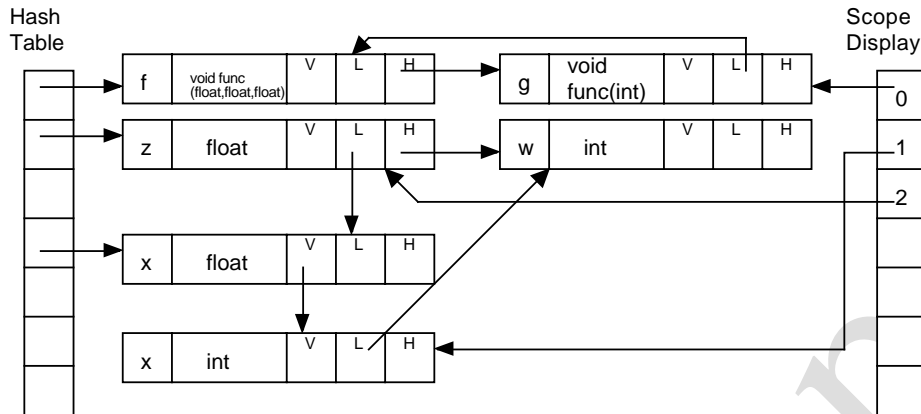 Hash
Table
Scope
Display
f
void func
(float,float,float)
V
L
H
g
void
func(int)
V
L
H
0
z
float
V
L
H
w
int
V
L
H
1
2
x
float
V
L
H
x
int
V
L
H